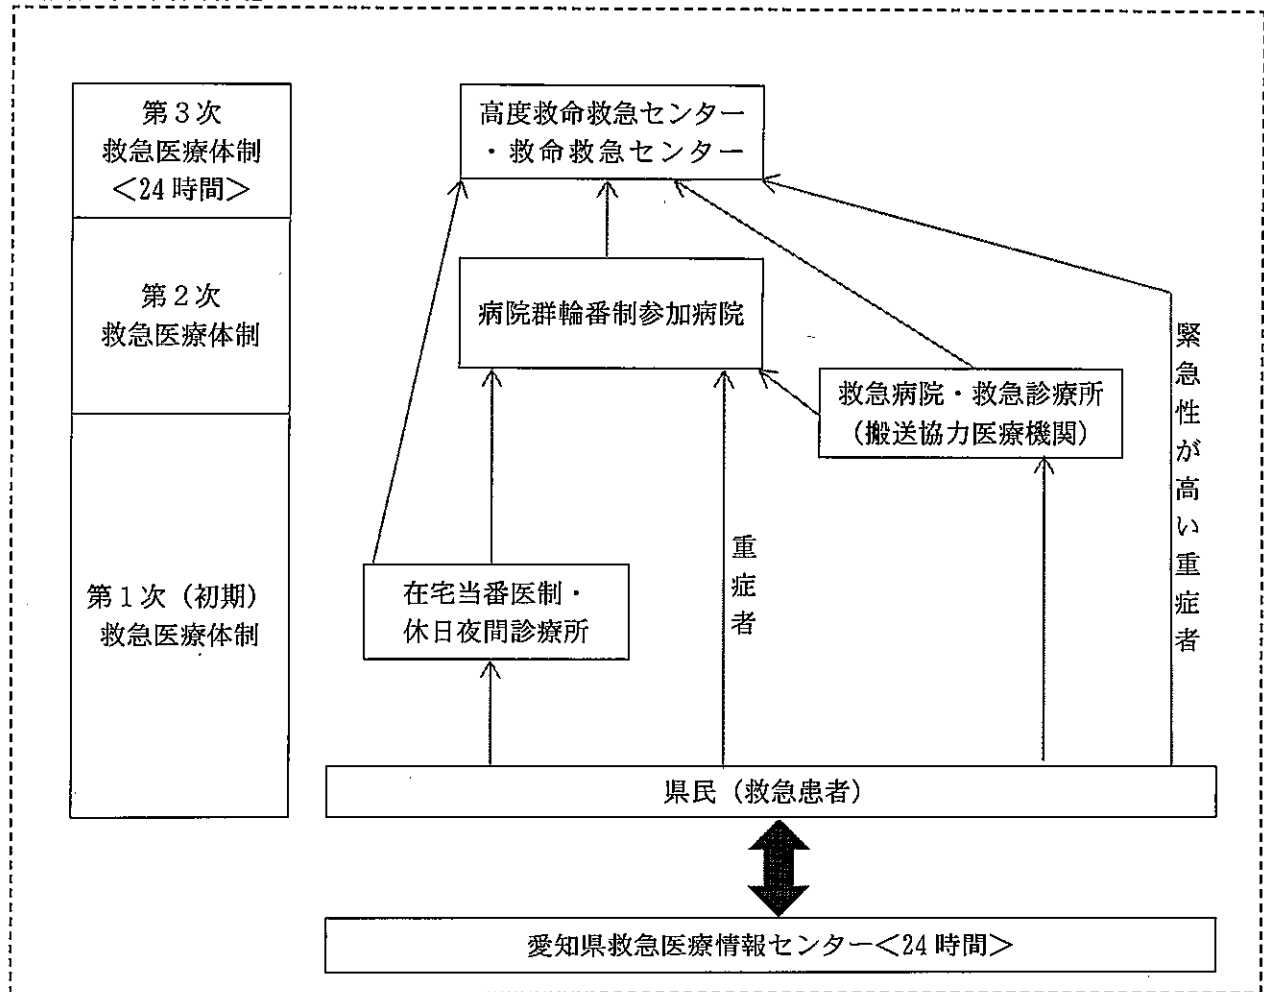 第3次
救急医療体制
＜24時間＞
高度救命救急センター
・救命救急センター
第2次
救急医療体制
病院群輪番制参加病院
救急病院・救急診療所
（搬送協力医療機関）
緊急性が高い重症者
重症者
第1次（初期）
救急医療体制
在宅当番医制・
休日夜間診療所
県民（救急患者）
愛知県救急医療情報センター＜24時間＞